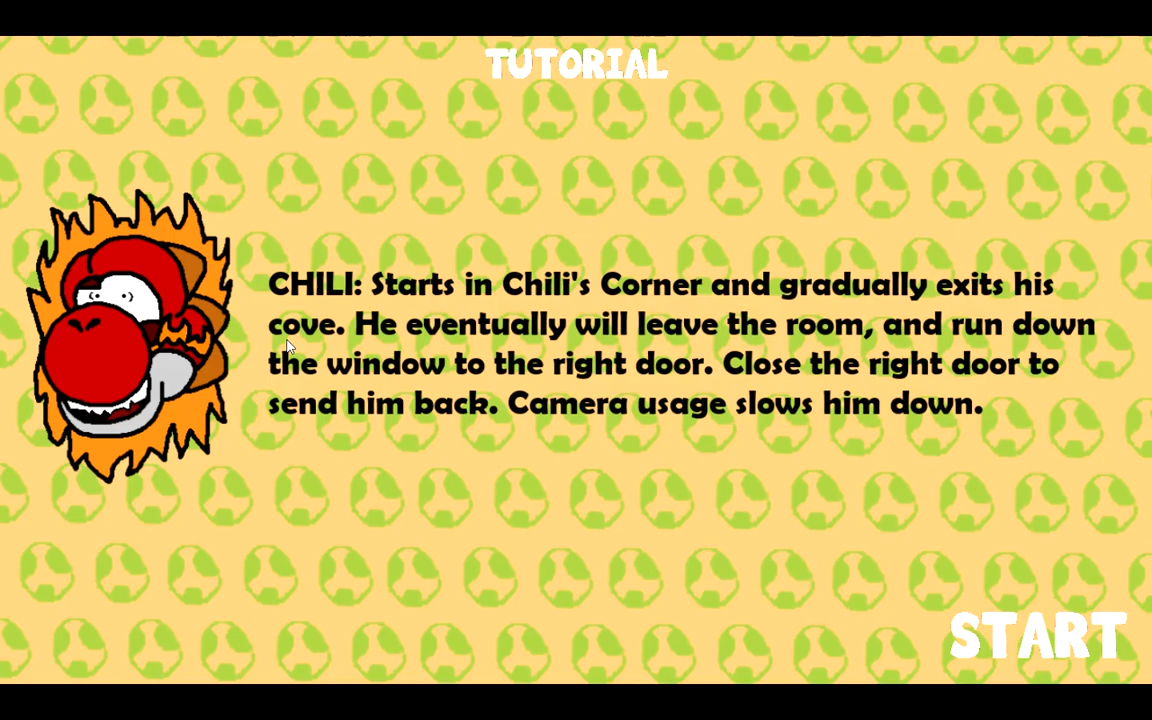 TUTORIAL
CHILI: Starts in Chili's Corner and gradually exits his
cove. He eventually will leave the room, and run down
the window to the right door. Close the right door to
send him back. Camera usage slows him down.
START